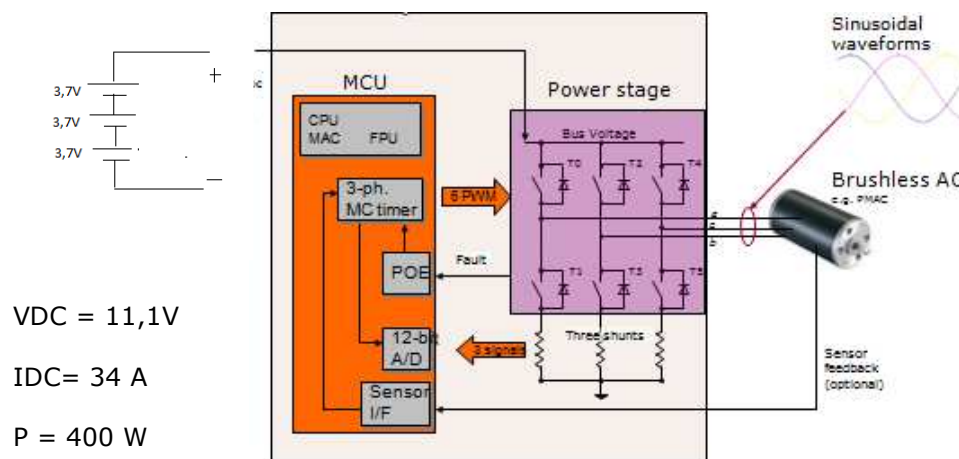 Sinusoidal
waveforms
+
3,7V
3,7V
3,7V
MCU
Power stage
CPU
MAC FPU
Bus Voltage
T0
T2
T4
3-ph.
MC timer
6 PWM
Brushless AC
e.g. PMAC
a
c
b
POE
Fault
T1
T3
T5
12-bit
A/D
3 signals
Three shunts
Sensor
I/F
Sensor
feedback
(optional)
VDC = 11,1V
IDC= 34 A
P = 400 W